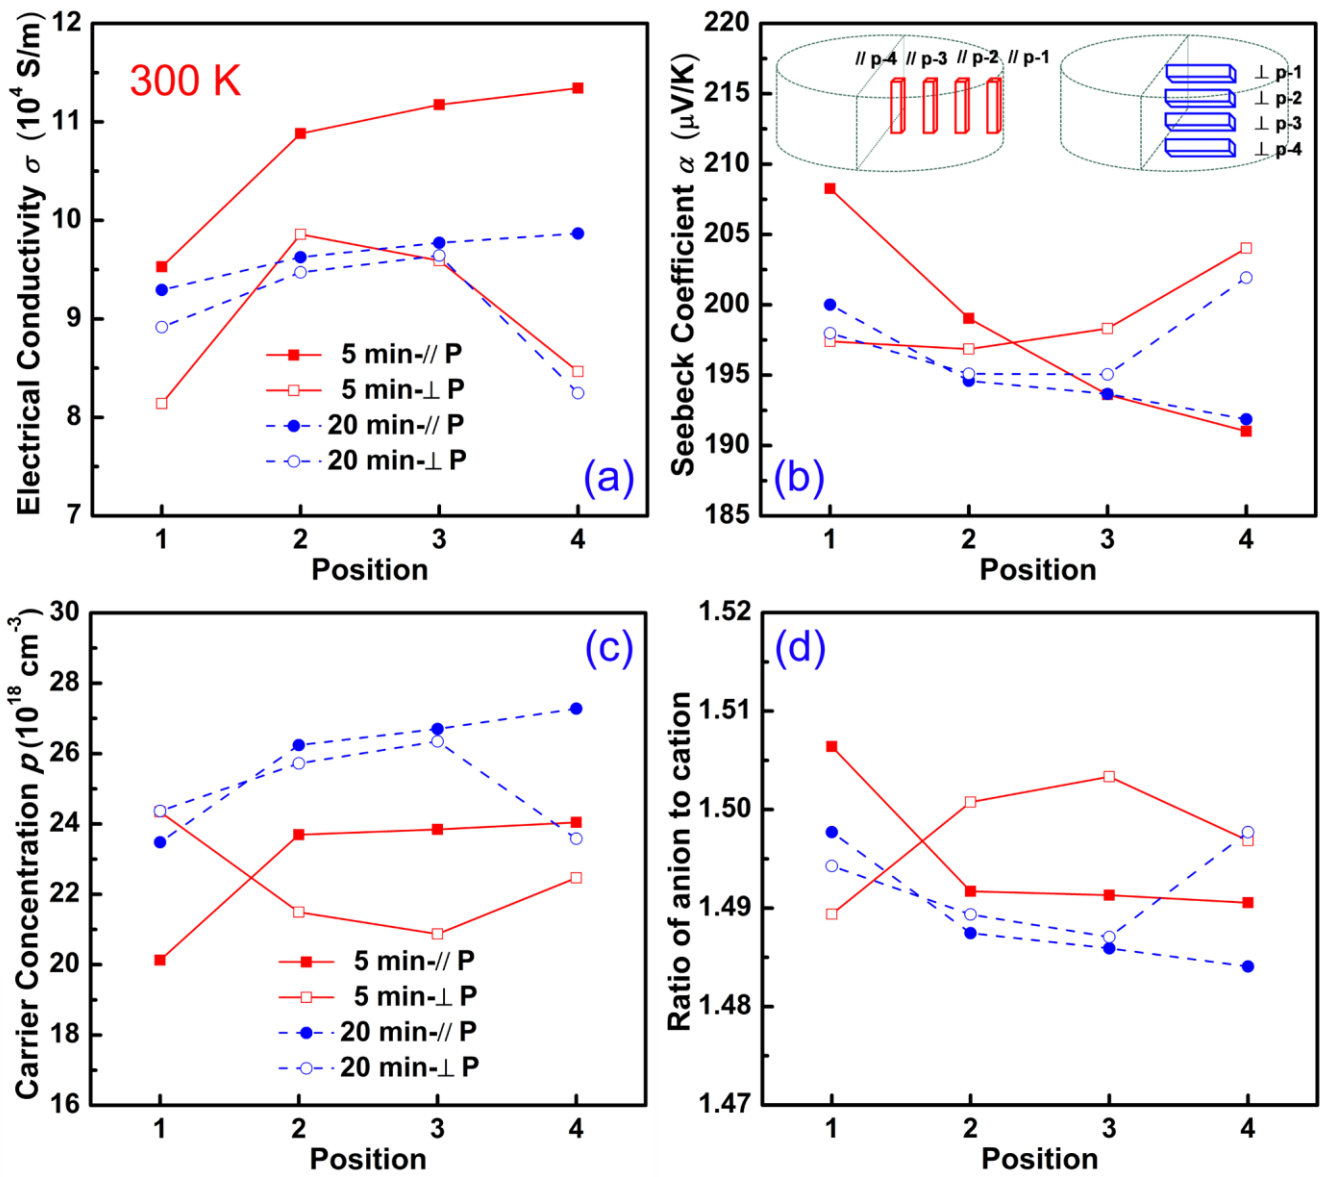 Electrical Conductivity σ (10⁴ S/m)
12
11
10
9
8
7
300 K
5 min-// P
5 min-⊥ P
20 min-// P
20 min-⊥ P
(a)
1 2 3 4
Position
Seebeck Coefficient α (μV/K)
220
215
210
205
200
195
190
185
// p-4 // p-3 // p-2 // p-1
⊥ p-1
⊥ p-2
⊥ p-3
⊥ p-4
(b)
1 2 3 4
Position
Carrier Concentration p (10¹⁸ cm⁻³)
30
28
26
24
22
20
18
16
(c)
5 min-// P
5 min-⊥ P
20 min-// P
20 min-⊥ P
1 2 3 4
Position
Ratio of anion to cation
1.52
1.51
1.50
1.49
1.48
1.47
(d)
1 2 3 4
Position